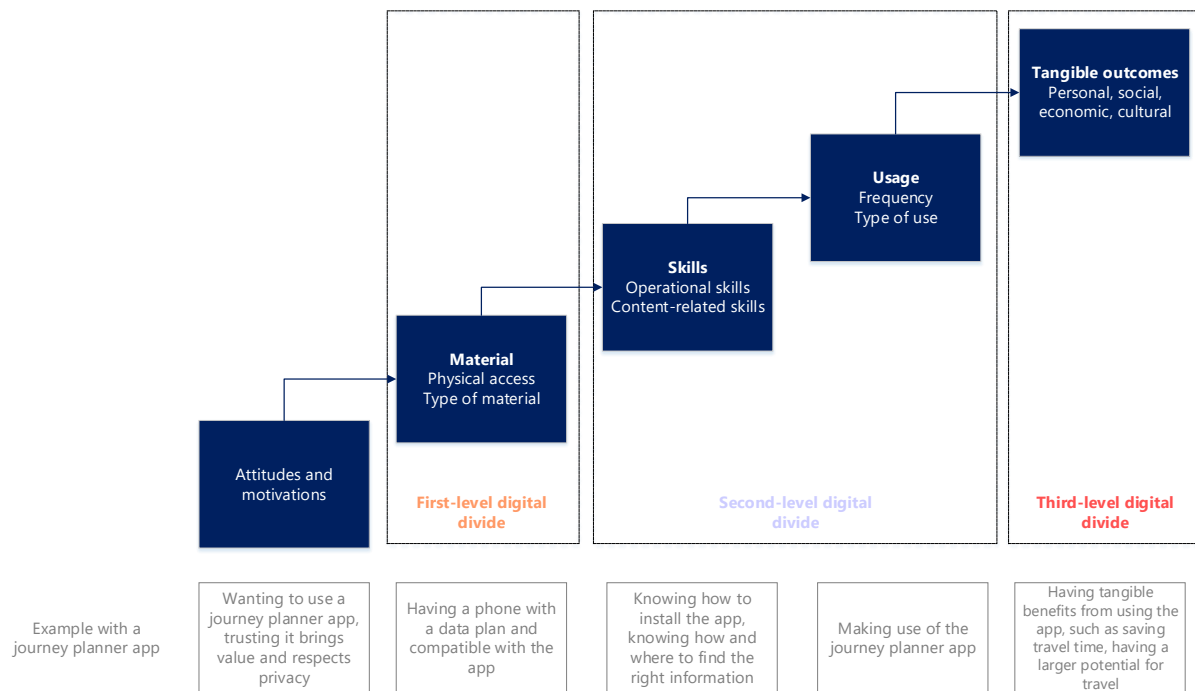 Tangible outcomes
Personal, social,
economic, cultural
Usage
Frequency
Type of use
Skills
Operational skills
Content-related skills
Material
Physical access
Type of material
Attitudes and
motivations
First-level digital
divide
Second-level digital
divide
Third-level digital
divide
Example with a
journey planner app
Wanting to use a
journey planner app,
trusting it brings
value and respects
privacy
Having a phone with
a data plan and
compatible with the
app
Knowing how to
install the app,
knowing how and
where to find the
right information
Making use of the
journey planner app
Having tangible
benefits from using the
app, such as saving
travel time, having a
larger potential for
travel